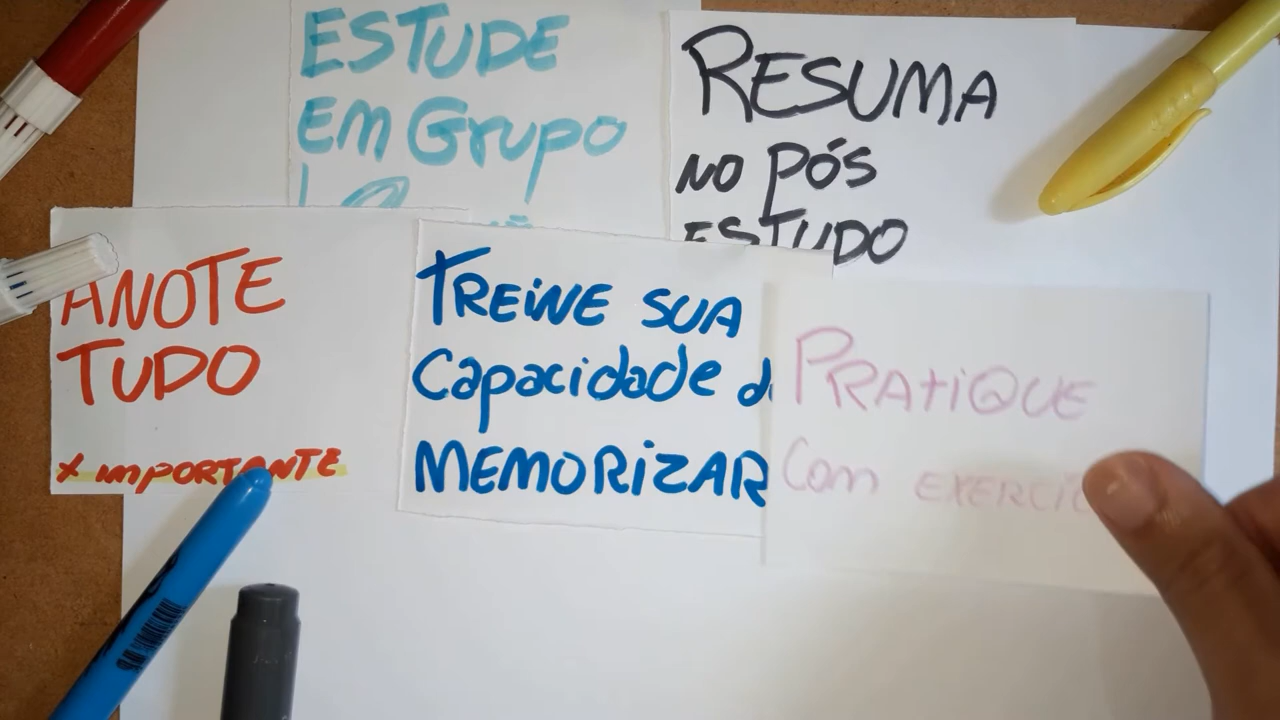 ESTUDE
EM GRUPO
RESUMA
NO PÓS
ESTUDO
ANOTE
TUDO
x IMPORTANTE
TREINE SUA
Capacidade
MEMORIZAR
PRATIQUE
Com